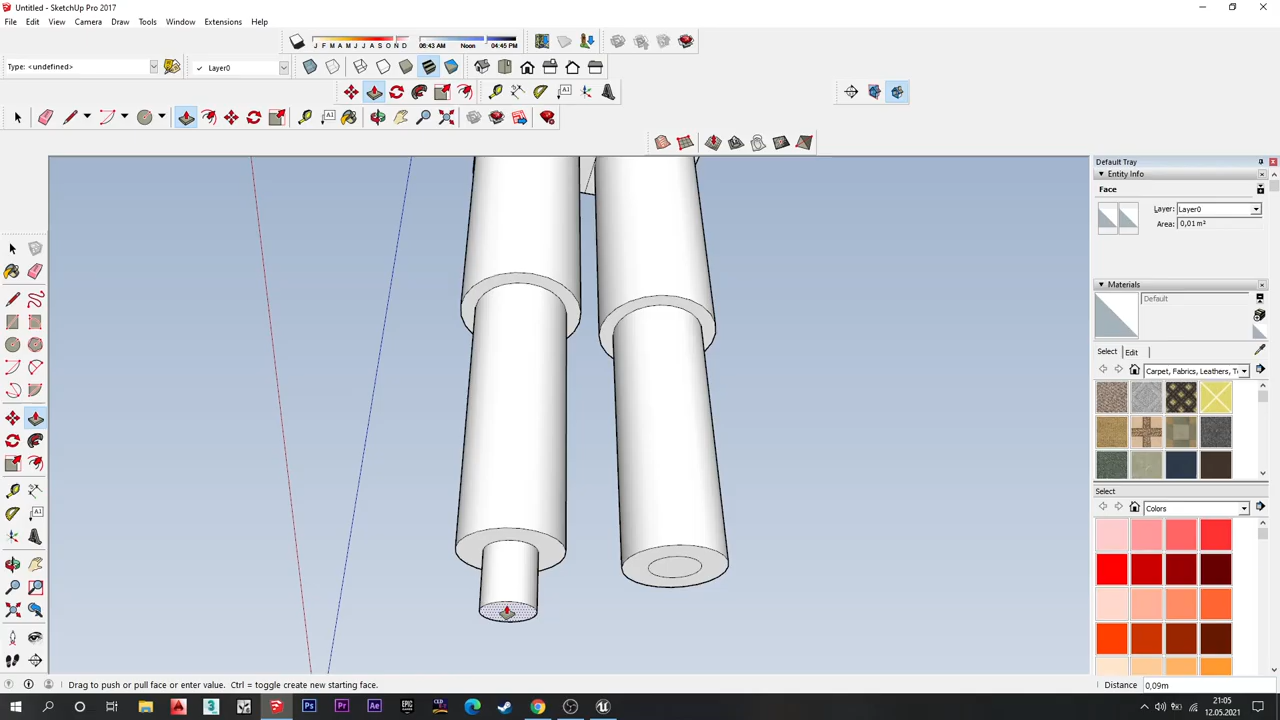 Untitled - SketchUp Pro 2017
File Edit View Camera Draw Tools Window Extensions Help
J F M A M J J A S O N D 06:43 AM Noon 04:45 PM
Type: <undefined> Layer0
Default Tray
Entity Info
Face
Layer: Layer0
Area: 0,01 m²
Materials
Default
Select Edit
Carpet, Fabrics, Leathers, T
Select
Colors
Drag to push or pull face or enter value. Ctrl = toggle create new starting face. Distance 0,09m
21:05
12.05.2021